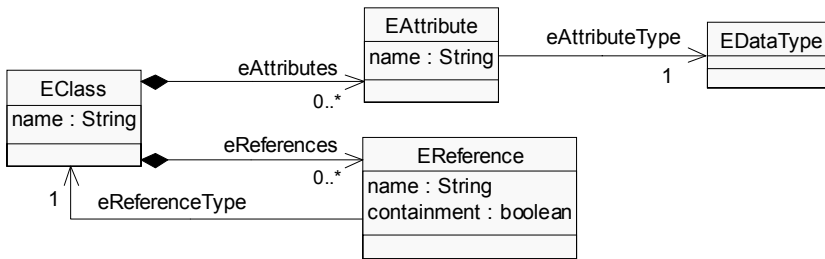 EAttribute
name : String
eAttributeType
1
EDataType
EClass
name : String
eAttributes
0..*
eReferences
0..*
EReference
name : String
containment : boolean
1
eReferenceType